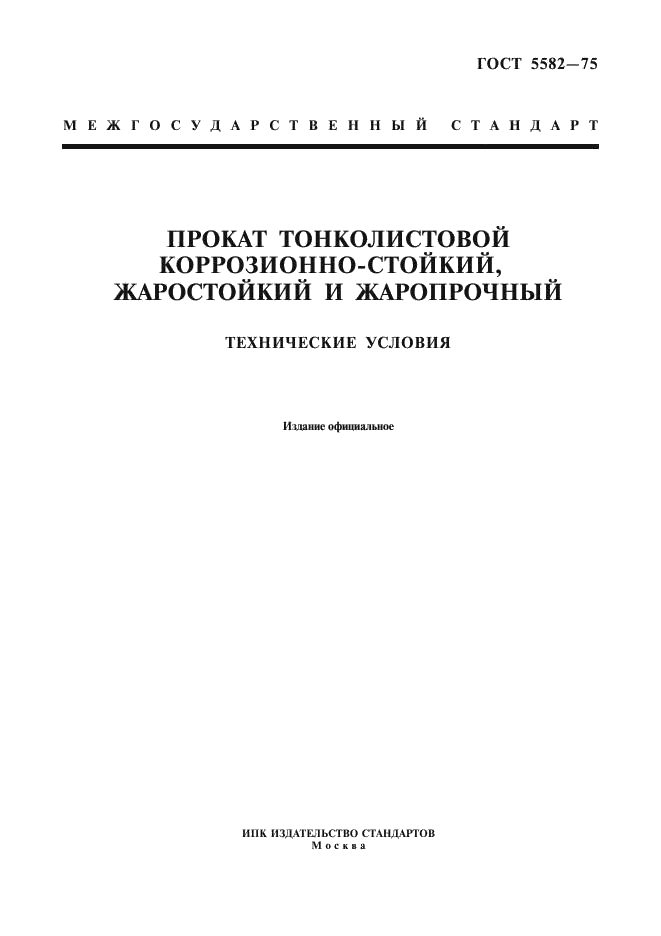 ГОСТ 5582—75
МЕЖГОСУДАРСТВЕННЫЙ СТАНДАРТ
ПРОКАТ ТОНКОЛИСТОВОЙ
КОРРОЗИОННО-СТОЙКИЙ,
ЖАРОСТОЙКИЙ И ЖАРОПРОЧНЫЙ
ТЕХНИЧЕСКИЕ УСЛОВИЯ
Издание официальное
ИПК ИЗДАТЕЛЬСТВО СТАНДАРТОВ
Москва